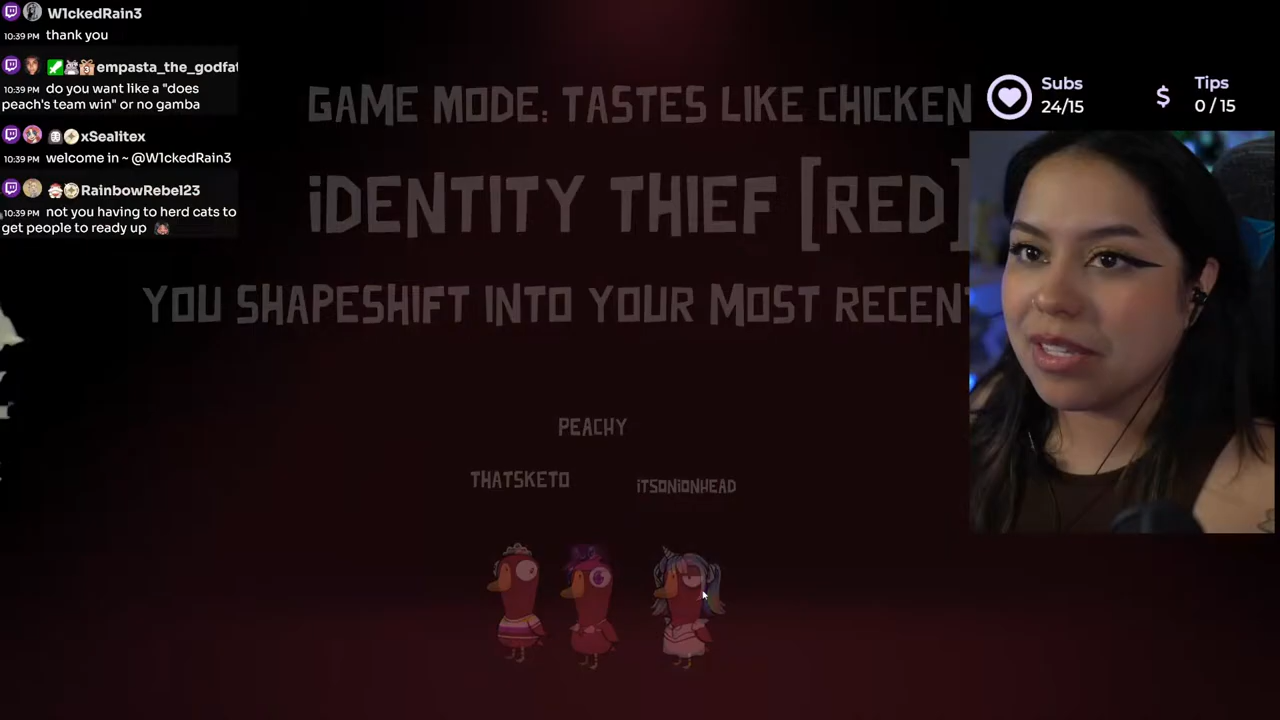 W1ckedRain3
10:39 PM thank you
empasta_the_godfat
10:39 PM do you want like a "does
peach's team win" or no gamba
xSealitex
10:39 PM welcome in ~ @W1ckedRain3
RainbowRebel23
10:39 PM not you having to herd cats to
get people to ready up
GAME MODE: TASTES LIKE CHICKEN
IDENTITY THIEF [RED]
YOU SHAPESHIFT INTO YOUR MOST RECENT
PEACHY
THATSKETO
ITSONIONHEAD
Subs
24/15
$
Tips
0 / 15